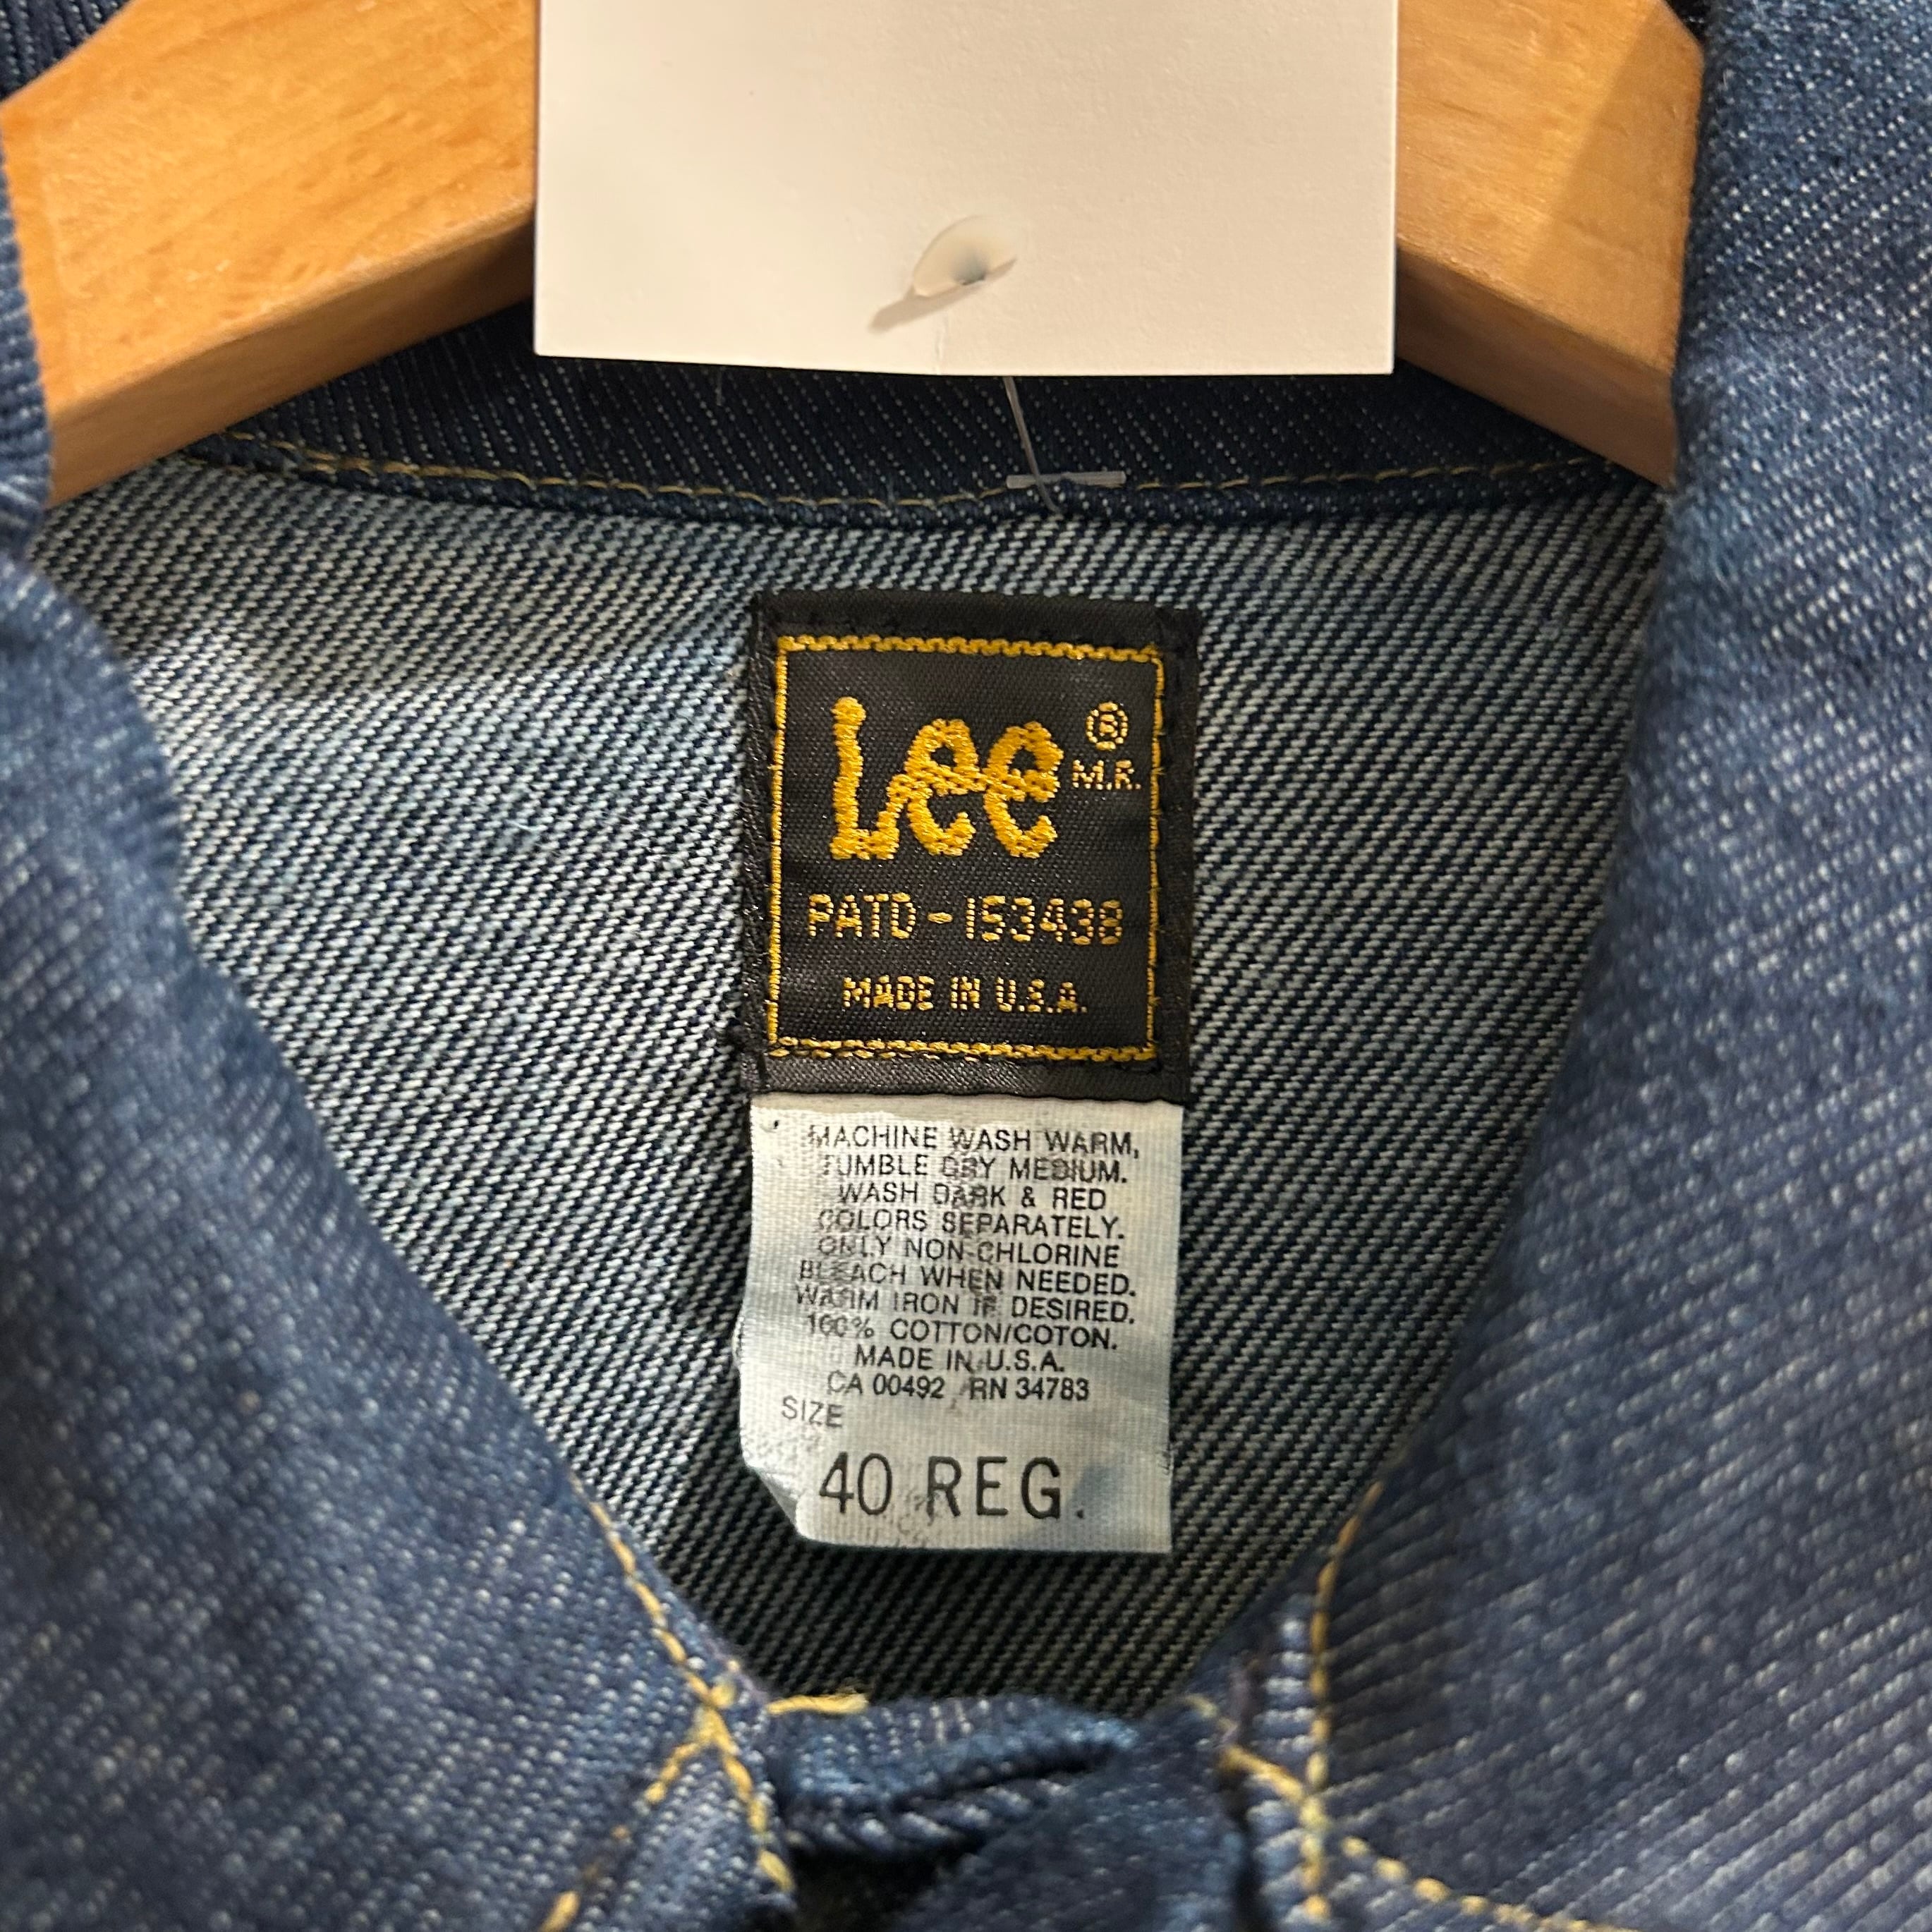 Lee ®
M.R.
PATD-153438
MADE IN U.S.A.
MACHINE WASH WARM,
TUMBLE DRY MEDIUM.
WASH DARK & RED
COLORS SEPARATELY.
ONLY NON-CHLORINE
BLEACH WHEN NEEDED.
WARM IRON IF DESIRED.
100% COTTON/COTON.
MADE IN U.S.A.
CA 00492 RN 34783
SIZE
40 REG.